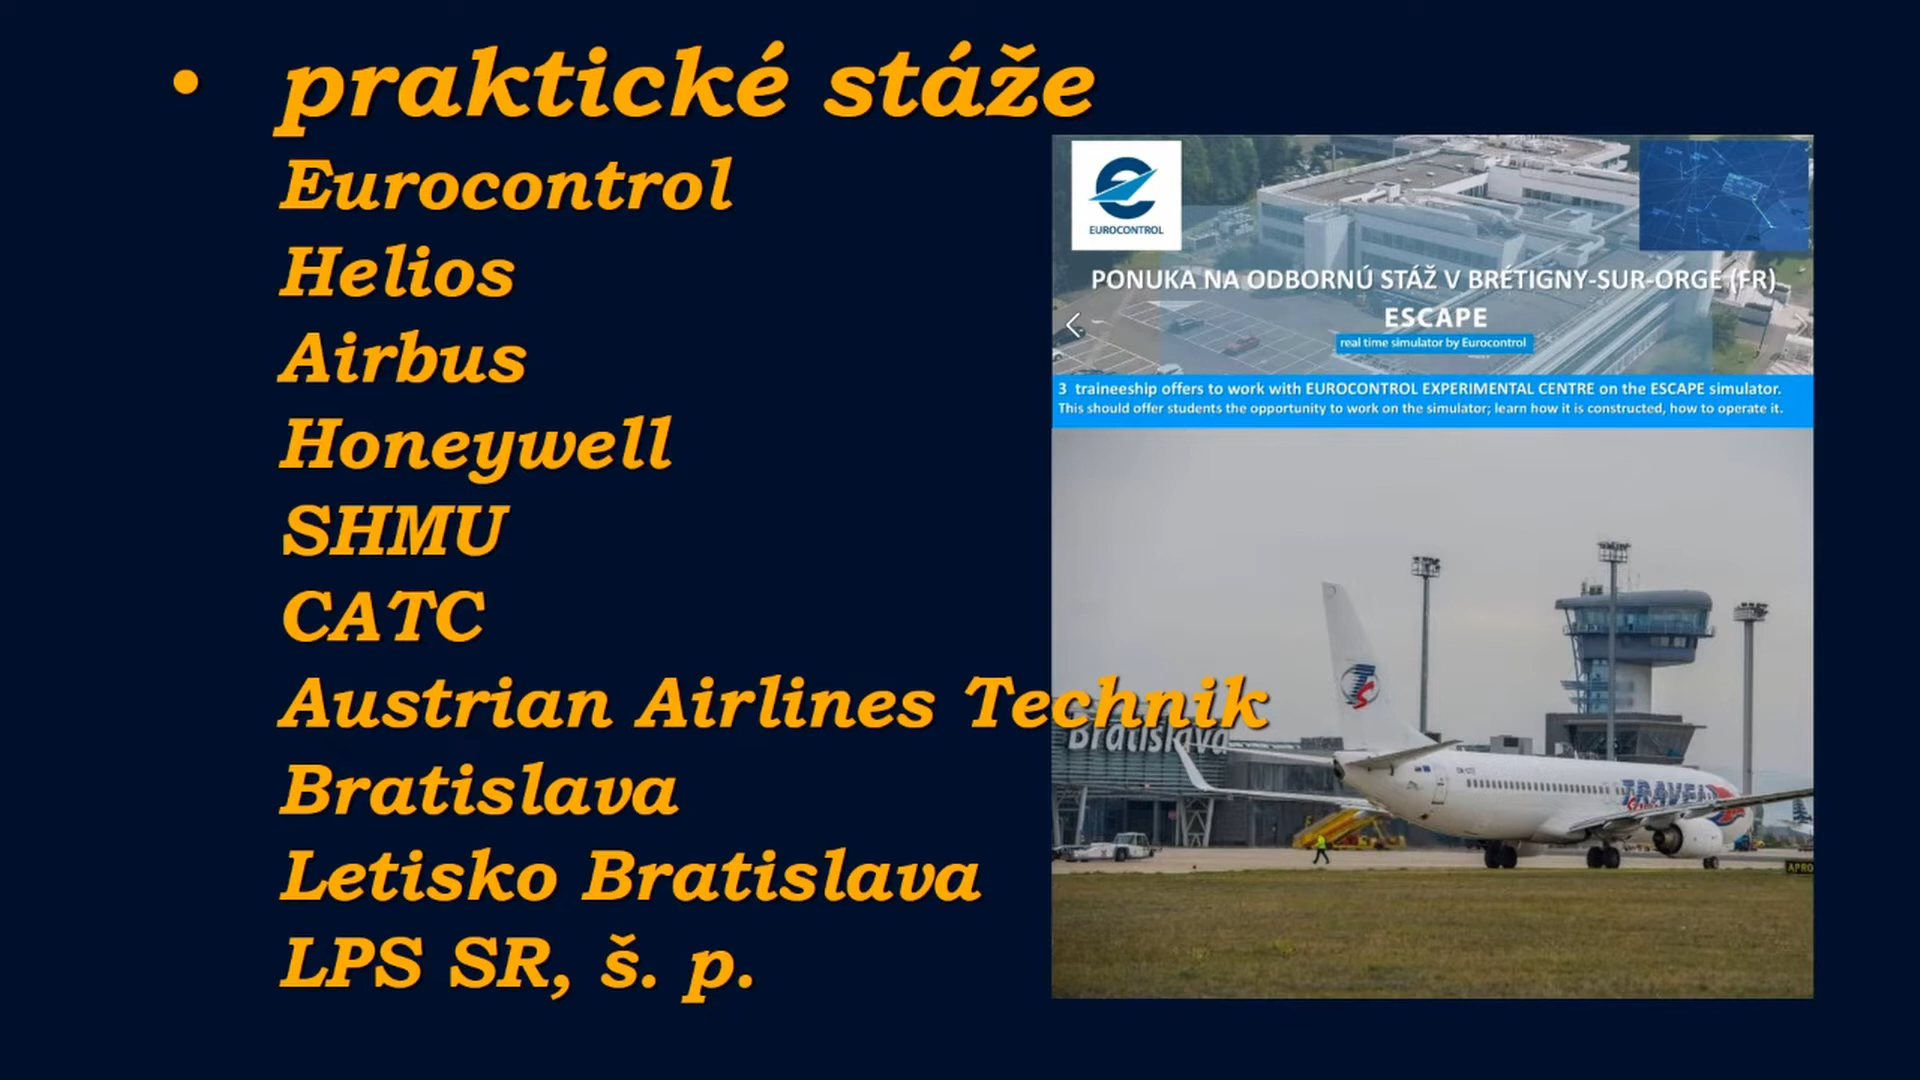 • praktické stáže
Eurocontrol
Helios
Airbus
Honeywell
SHMU
CATC
Austrian Airlines Technik
Bratislava
Letisko Bratislava
LPS SR, š. p.
EUROCONTROL
PONUKA NA ODBORNÚ STÁŽ V BRÉTIGNY-SUR-ORGE (FR)
ESCAPE
real time simulator by Eurocontrol
3 traineeship offers to work with EUROCONTROL EXPERIMENTAL CENTRE on the ESCAPE simulator.
This should offer students the opportunity to work on the simulator; learn how it is constructed, how to operate it.
Bratislava
TRAVEL
APRO